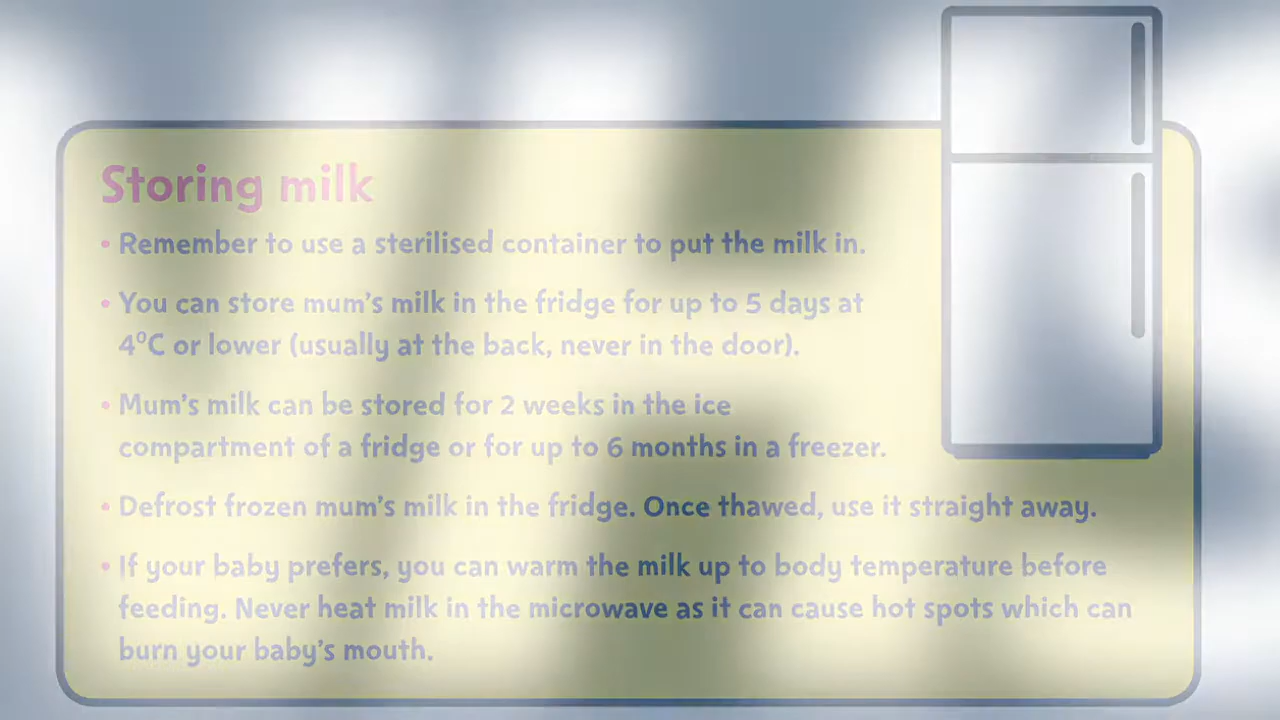 Storing milk
• Remember to use a sterilised container to put the milk in.
• You can store mum's milk in the fridge for up to 5 days at
4ºC or lower (usually at the back, never in the door).
• Mum's milk can be stored for 2 weeks in the ice
compartment of a fridge or for up to 6 months in a freezer.
• Defrost frozen mum's milk in the fridge. Once thawed, use it straight away.
• If your baby prefers, you can warm the milk up to body temperature before
feeding. Never heat milk in the microwave as it can cause hot spots which can
burn your baby's mouth.